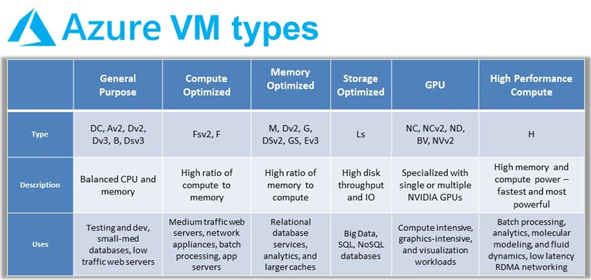 Azure VM types
General
Purpose
Compute
Optimized
Memory
Optimized
Storage
Optimized
GPU
High Performance
Compute
Type
DC, Av2, Dv2,
Dv3, B, Dsv3
Fsv2, F
M, Dv2, G,
DSv2, GS, Ev3
Ls
NC, NCv2, ND,
BV, NVv2
H
Description
Balanced CPU and
memory
High ratio of
compute to
memory
High ratio of
memory to
compute
High disk
throughput
and IO
Specialized with
single or multiple
NVIDIA GPUs
High memory and
compute power –
fastest and most
powerful
Uses
Testing and dev,
small-med
databases, low
traffic web servers
Medium traffic web
servers, network
appliances, batch
processing, app
servers
Relational
database
services,
analytics, and
larger caches
Big Data,
SQL, NoSQL
databases
Compute intensive,
graphics-intensive,
and visualization
workloads
Batch processing,
analytics, molecular
modeling, and fluid
dynamics, low latency
RDMA networking